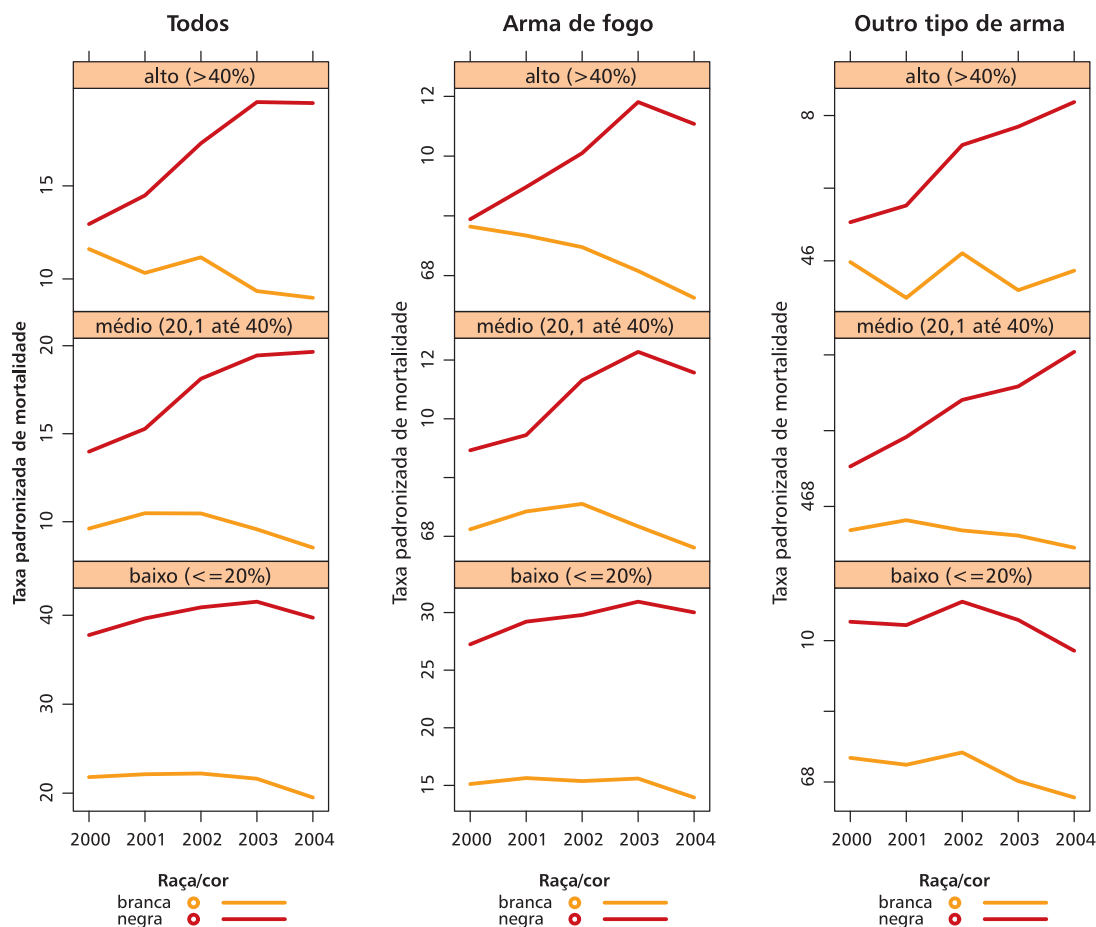 Todos
alto (>40%)
15
10
médio (20,1 até 40%)
20
15
10
baixo (<=20%)
40
30
20
Taxa padronizada de mortalidade
2000 2001 2002 2003 2004
Raça/cor
branca
negra
Arma de fogo
alto (>40%)
12
10
68
médio (20,1 até 40%)
12
10
68
baixo (<=20%)
30
25
20
15
Taxa padronizada de mortalidade
2000 2001 2002 2003 2004
Raça/cor
branca
negra
Outro tipo de arma
alto (>40%)
8
46
médio (20,1 até 40%)
468
baixo (<=20%)
10
68
Taxa padronizada de mortalidade
2000 2001 2002 2003 2004
Raça/cor
branca
negra